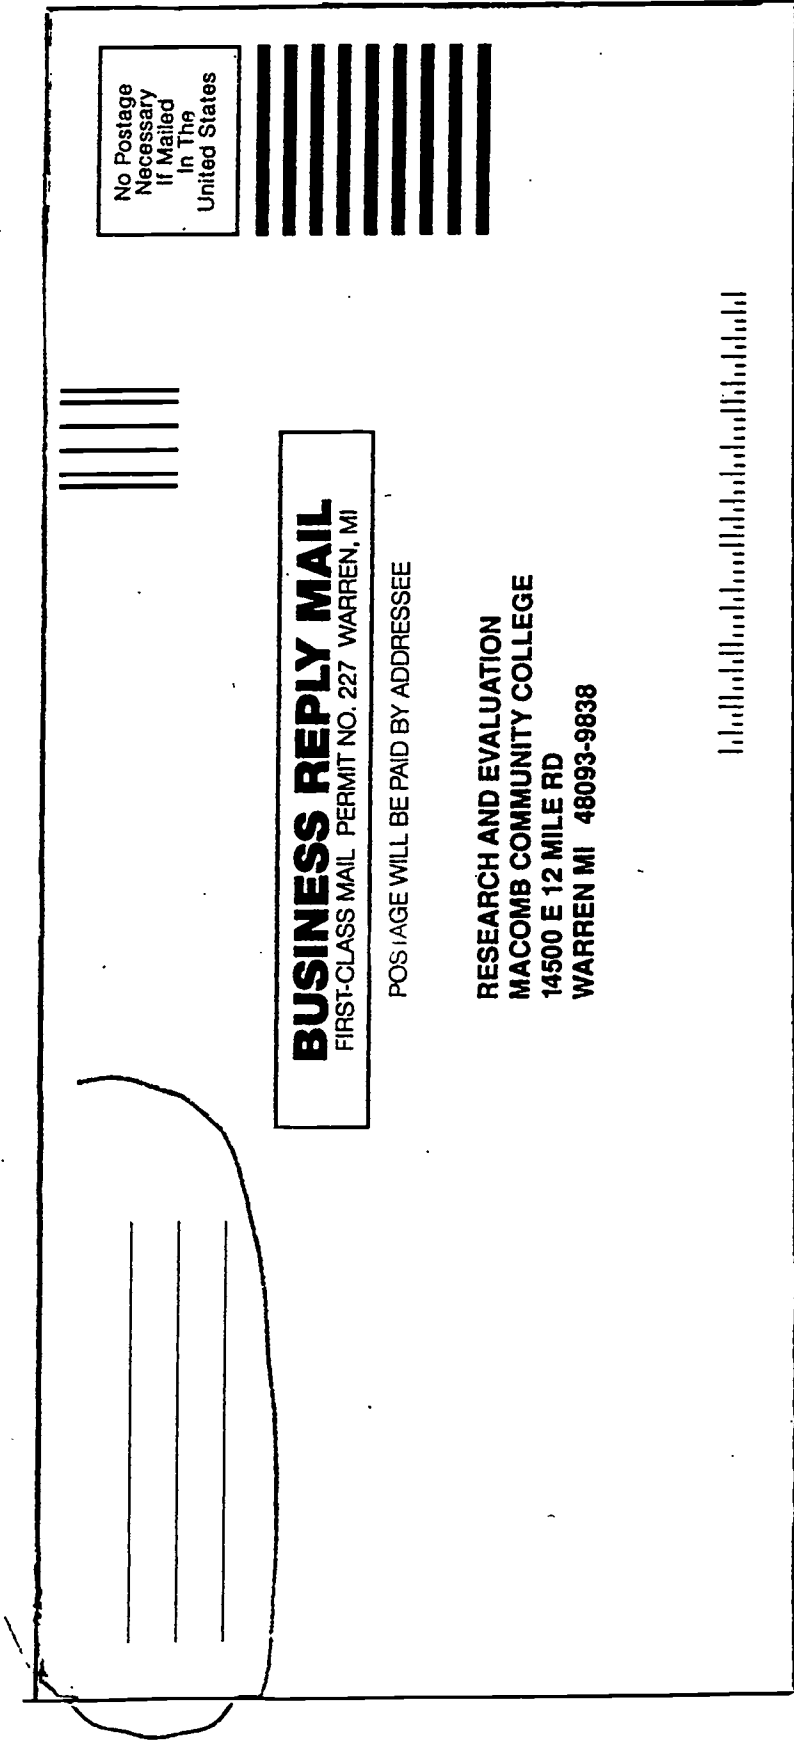 No Postage
Necessary
If Mailed
In The
United States
BUSINESS REPLY MAIL
FIRST-CLASS MAIL PERMIT NO. 227 WARREN, MI
POSTAGE WILL BE PAID BY ADDRESSEE
RESEARCH AND EVALUATION
MACOMB COMMUNITY COLLEGE
14500 E 12 MILE RD
WARREN MI 48093-9838